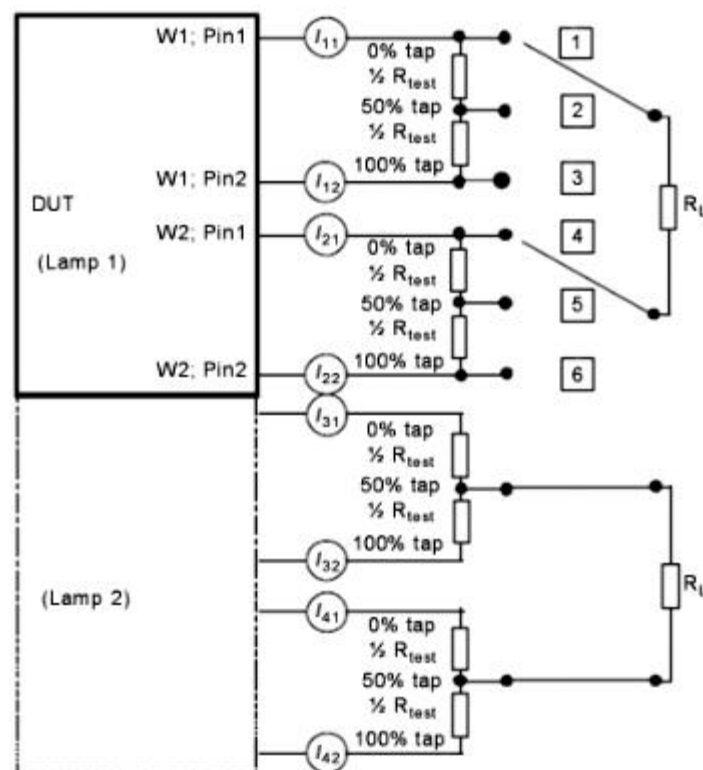 W1; Pin1
I11
0% tap
½ Rtest
50% tap
½ Rtest
100% tap
W1; Pin2
I12
1
2
3
DUT
(Lamp 1)
W2; Pin1
I21
0% tap
½ Rtest
50% tap
½ Rtest
100% tap
W2; Pin2
I22
4
5
6
RL
I31
0% tap
½ Rtest
50% tap
½ Rtest
100% tap
I32
(Lamp 2)
I41
0% tap
½ Rtest
50% tap
½ Rtest
100% tap
I42
RL